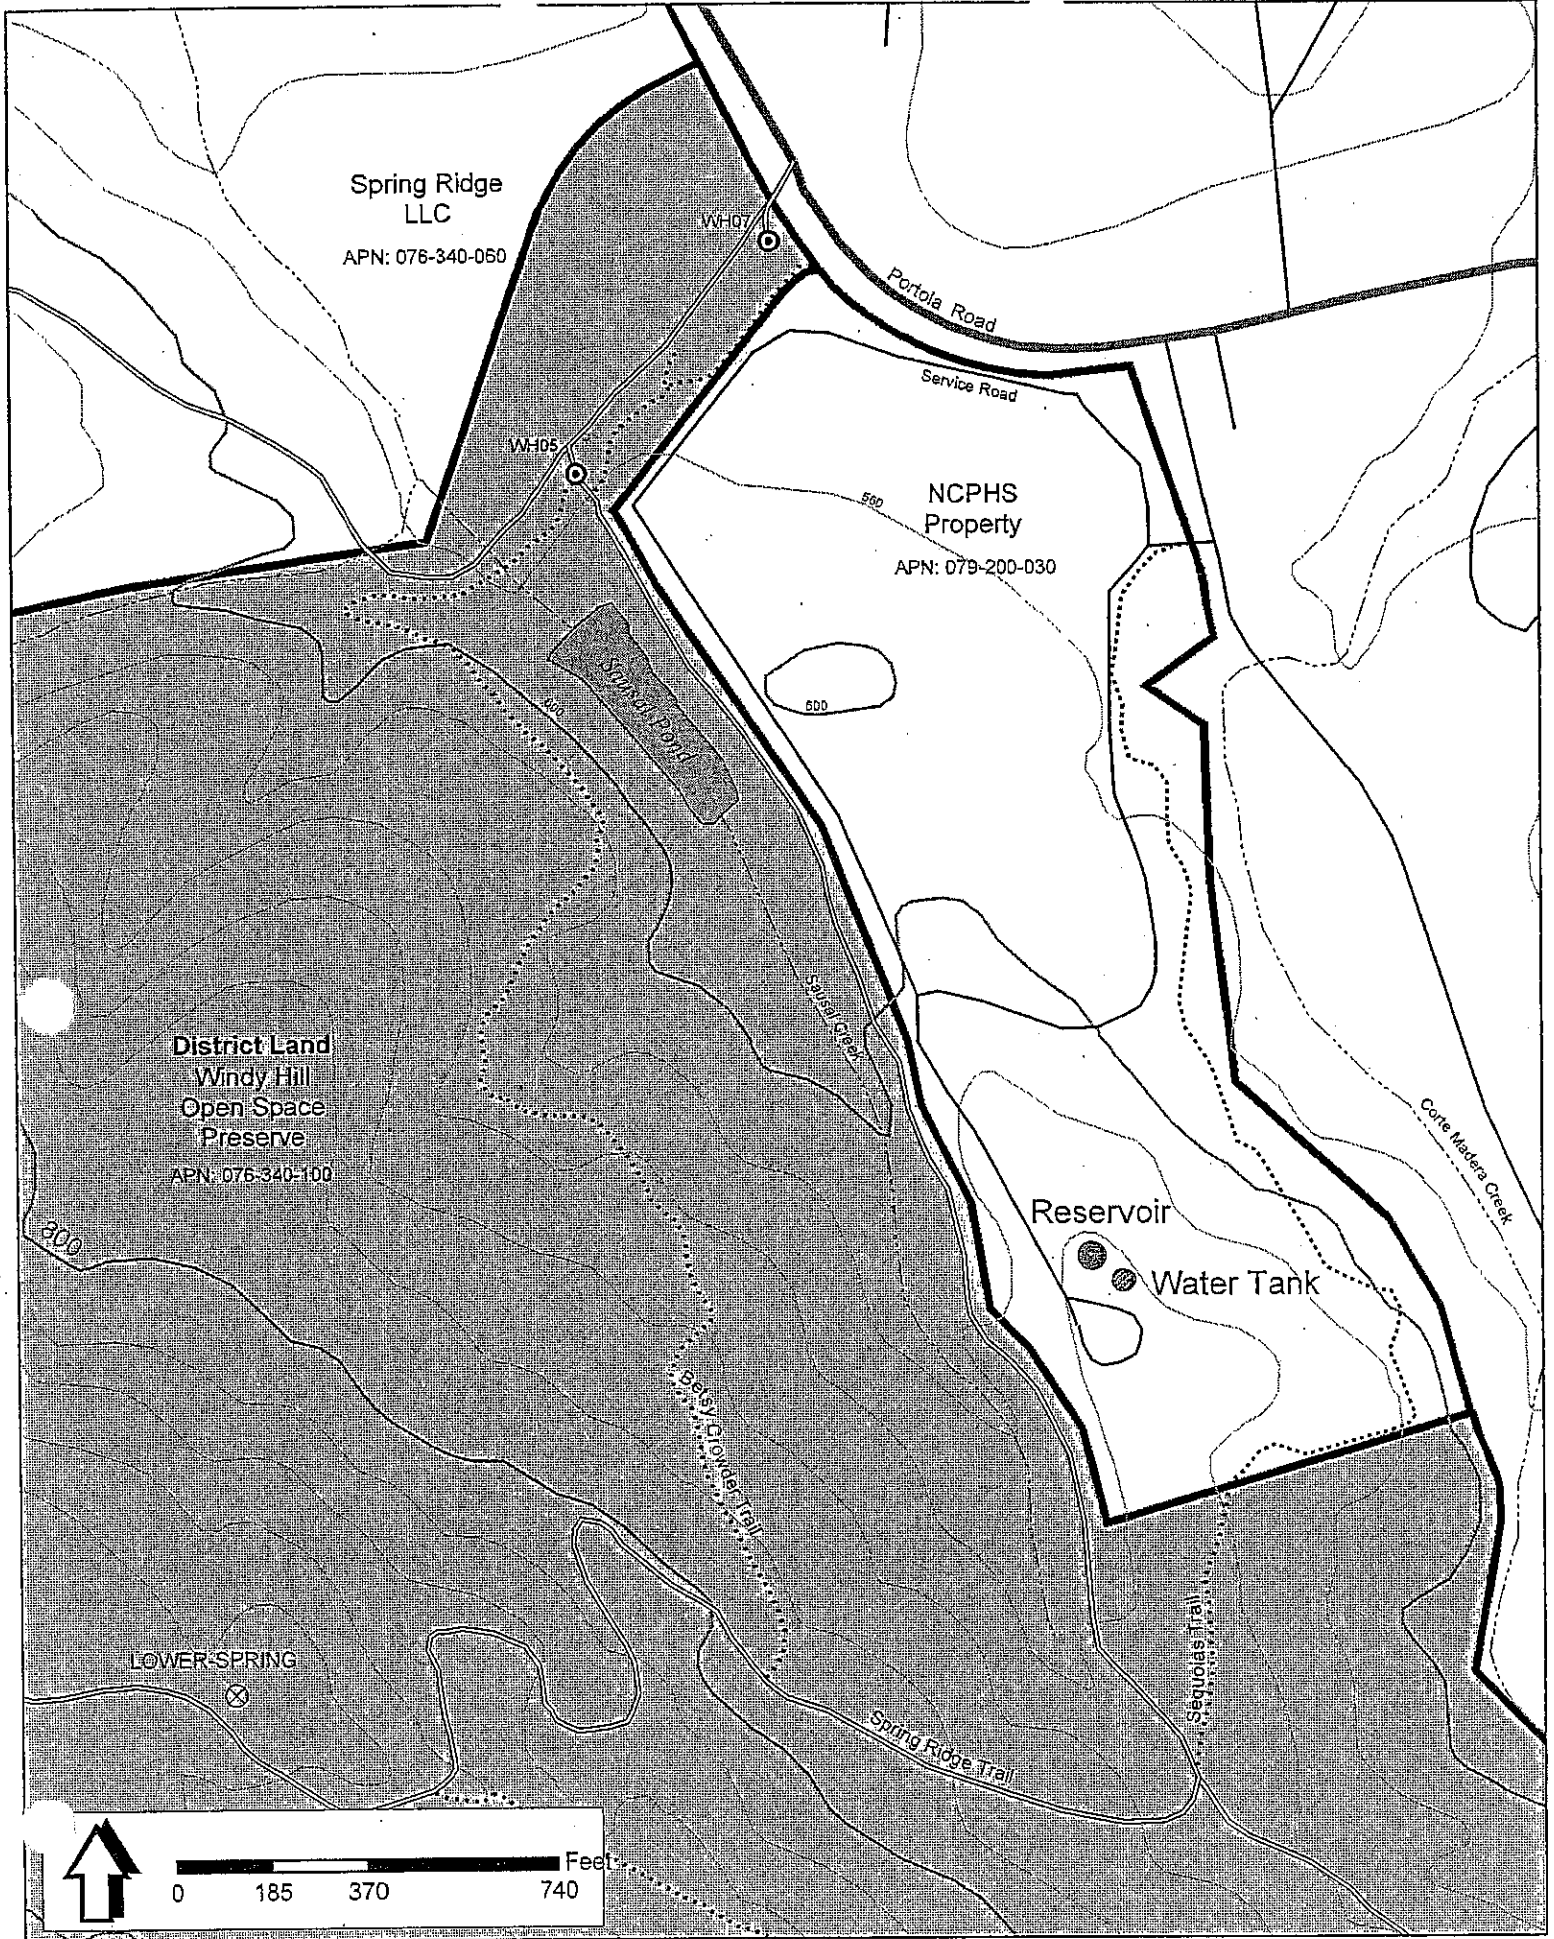 Spring Ridge
LLC
APN: 076-340-060
WH07
Portola Road
Service Road
WH05
560
NCPHS
Property
APN: 079-200-030
600
600
Sausal Pond
Sausal Creek
District Land
Windy Hill
Open Space
Preserve
APN: 076-340-100
Corte Madera Creek
Reservoir
Water Tank
800
Betsy Crowder Trail
LOWER-SPRING
Sequoias Trail
Spring Ridge Trail
Feet
0 185 370 740